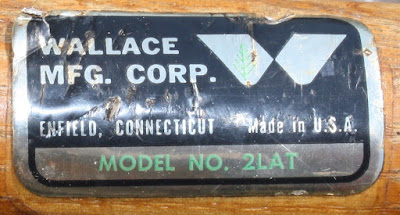 WALLACE
MFG. CORP.
ENFIELD, CONNECTICUT Made in U.S.A.
MODEL NO. 2LAT